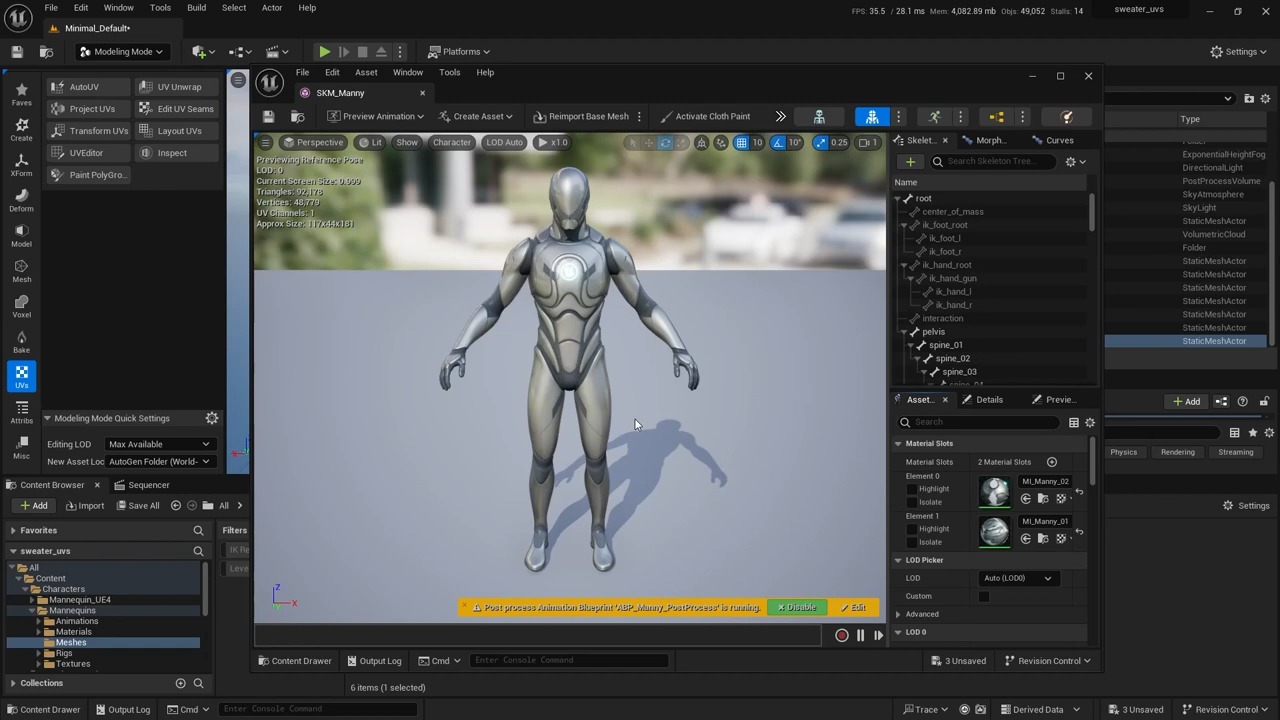 File Edit Window Tools Build Select Actor Help
FPS: 35.5 / 28.1 ms Mem: 4,082.89 mb Objs: 49,052 Stalls: 14 sweater_uvs
Minimal_Default•
Modeling Mode Platforms Settings
Faves
Create
XForm
Deform
Model
Mesh
Voxel
Bake
UVs
Attribs
Misc
AutoUV UV Unwrap
Project UVs Edit UV Seams
Transform UVs Layout UVs
UVEditor Inspect
Paint PolyGro...
Modeling Mode Quick Settings
Editing LOD Max Available
New Asset Loc AutoGen Folder (World-
Content Browser Sequencer
Add Import Save All All
Favorites Filters
sweater_uvs
All
Content
Characters
Mannequin_UE4
Mannequins
Animations
Materials
Meshes
Rigs
Textures
Collections
IK Re
Leve
6 items (1 selected)
Content Drawer Output Log Cmd Enter Console Command
Trace Derived Data 3 Unsaved Revision Control
File Edit Asset Window Tools Help
SKM_Manny
Preview Animation Create Asset Reimport Base Mesh Activate Cloth Paint
Perspective Lit Show Character LOD Auto x1.0 10 10° 0.25 1
Previewing Reference Pose
LOD: 0
Current Screen Size: 0.999
Triangles: 92,178
Vertices: 48,779
UV Channels: 1
Approx Size: 117x44x181
Z
X
Post process Animation Blueprint 'ABP_Manny_PostProcess' is running. Disable Edit
Content Drawer Output Log Cmd Enter Console Command 3 Unsaved Revision Control
Skelet... Morph... Curves
Search Skeleton Tree...
Name
root
center_of_mass
ik_foot_root
ik_foot_l
ik_foot_r
ik_hand_root
ik_hand_gun
ik_hand_l
ik_hand_r
interaction
pelvis
spine_01
spine_02
spine_03
spine_04
Asset... Details Previe...
Search
Material Slots
Material Slots 2 Material Slots
Element 0 MI_Manny_02
Highlight
Isolate
Element 1 MI_Manny_01
Highlight
Isolate
LOD Picker
LOD Auto (LOD0)
Custom
Advanced
LOD 0
Type
Folder
ExponentialHeightFog
DirectionalLight
PostProcessVolume
SkyAtmosphere
SkyLight
StaticMeshActor
VolumetricCloud
Folder
StaticMeshActor
StaticMeshActor
StaticMeshActor
StaticMeshActor
StaticMeshActor
StaticMeshActor
StaticMeshActor
Add
Physics Rendering Streaming
Settings